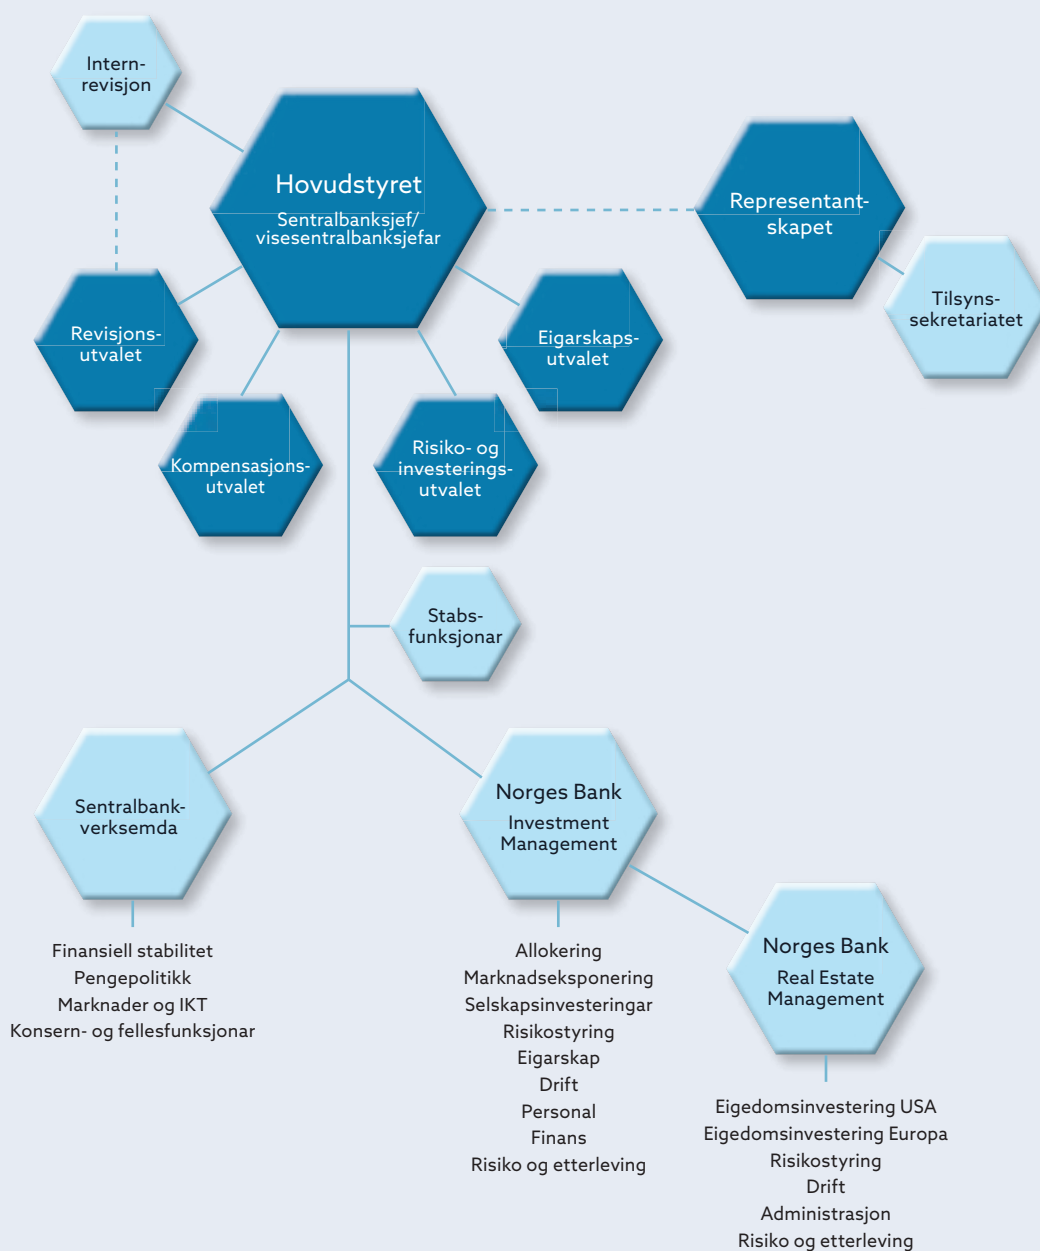 Intern-
revisjon
Hovudstyret
Sentralbanksjef/
visesentralbanksjefar
Representant-
skapet
Tilsyns-
sekretariatet
Revisjons-
utvalet
Eigarskaps-
utvalet
Kompensasjons-
utvalet
Risiko- og
investerings-
utvalet
Stabs-
funksjonar
Sentralbank-
verksemda
Finansiell stabilitet
Pengepolitikk
Marknader og IKT
Konsern- og fellesfunksjonar
Norges Bank
Investment
Management
Allokering
Marknadseksponering
Selskapsinvesteringar
Risikostyring
Eigarskap
Drift
Personal
Finans
Risiko og etterleving
Norges Bank
Real Estate
Management
Eigedomsinvestering USA
Eigedomsinvestering Europa
Risikostyring
Drift
Administrasjon
Risiko og etterleving